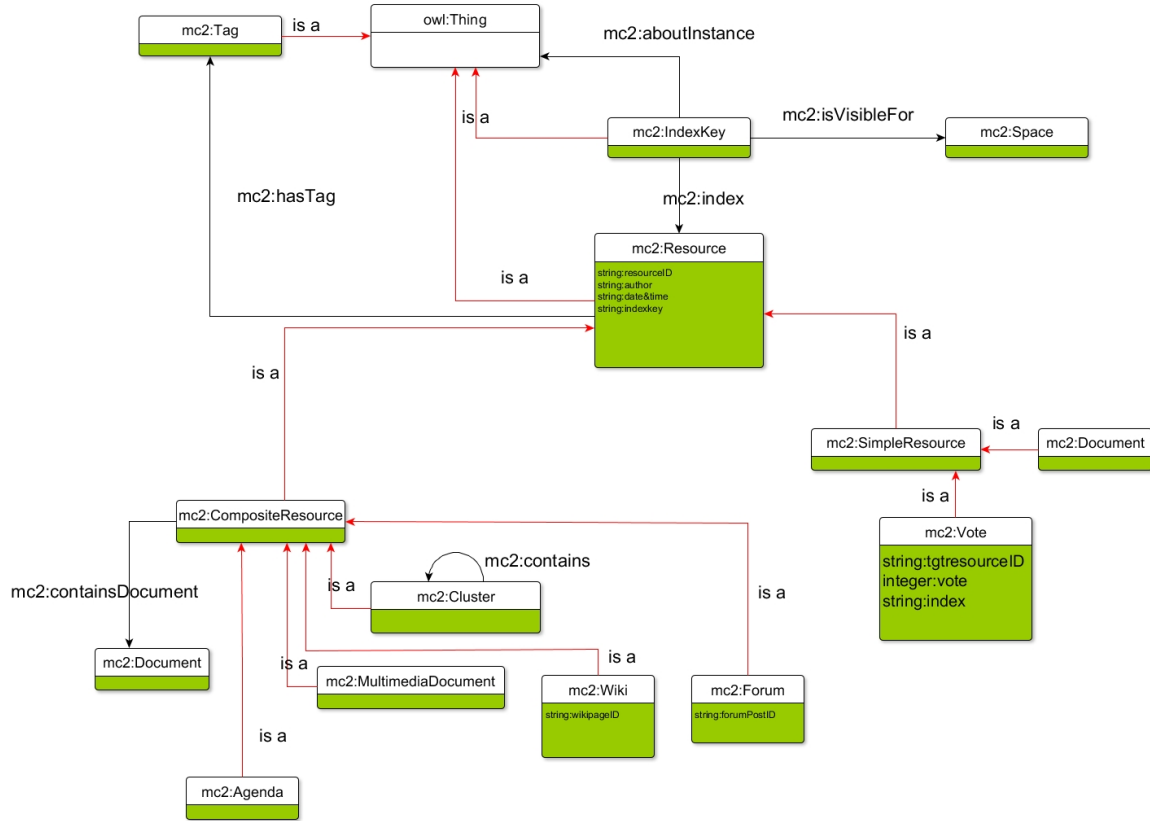 mc2:Tag
is a
owl:Thing
mc2:aboutInstance
is a
mc2:IndexKey
mc2:isVisibleFor
mc2:Space
mc2:hasTag
mc2:index
mc2:Resource
string:resourceID
string:author
string:date&time
string:indexkey
is a
is a
is a
mc2:SimpleResource
is a
mc2:Document
is a
mc2:Vote
string:tgtresourceID
integer:vote
string:index
mc2:CompositeResource
mc2:contains
is a
mc2:Cluster
mc2:containsDocument
is a
mc2:Document
is a
mc2:MultimediaDocument
is a
mc2:Wiki
string:wikipageID
mc2:Forum
string:forumPostID
is a
mc2:Agenda